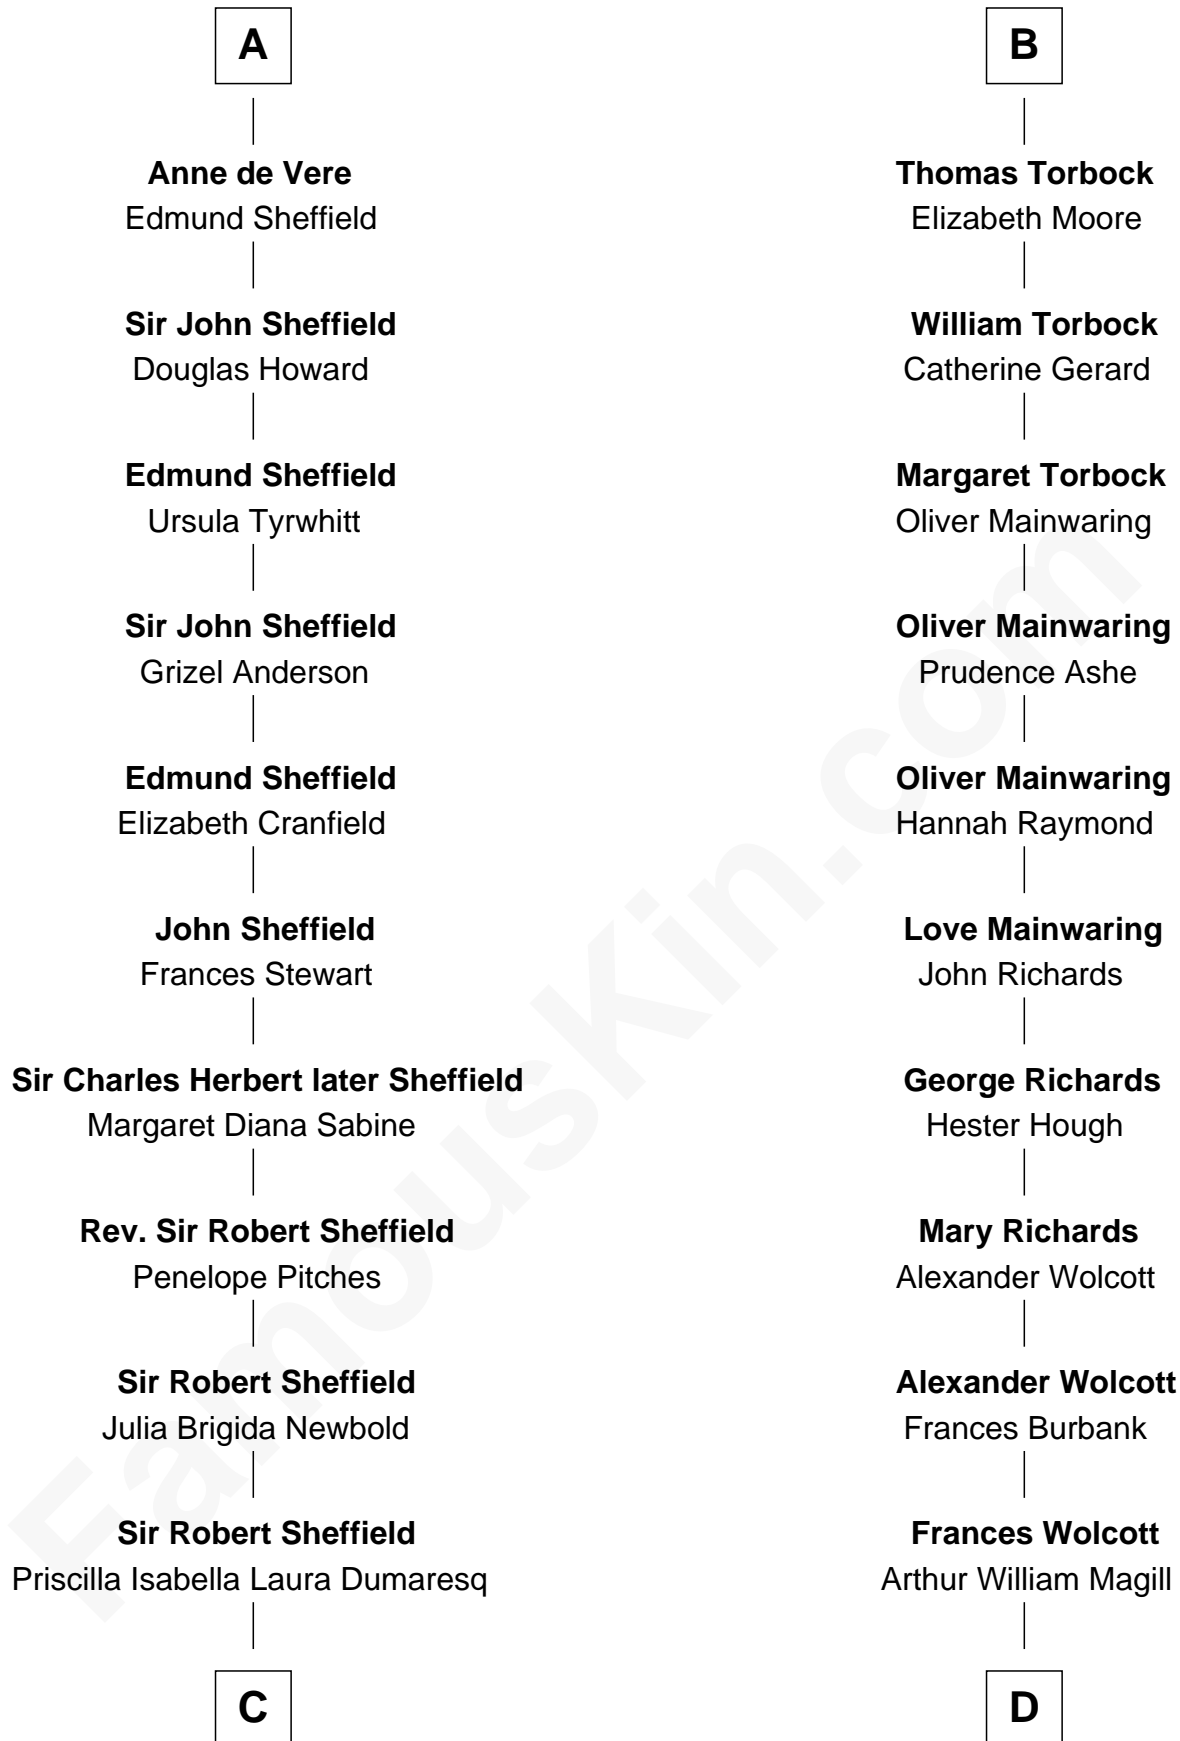 A
Anne de Vere
Edmund Sheffield
Sir John Sheffield
Douglas Howard
Edmund Sheffield
Ursula Tyrwhitt
Sir John Sheffield
Grizel Anderson
Edmund Sheffield
Elizabeth Cranfield
John Sheffield
Frances Stewart
Sir Charles Herbert later Sheffield
Margaret Diana Sabine
Rev. Sir Robert Sheffield
Penelope Pitches
Sir Robert Sheffield
Julia Brigida Newbold
Sir Robert Sheffield
Priscilla Isabella Laura Dumaresq
C
B
Thomas Torbock
Elizabeth Moore
William Torbock
Catherine Gerard
Margaret Torbock
Oliver Mainwaring
Oliver Mainwaring
Prudence Ashe
Oliver Mainwaring
Hannah Raymond
Love Mainwaring
John Richards
George Richards
Hester Hough
Mary Richards
Alexander Wolcott
Alexander Wolcott
Frances Burbank
Frances Wolcott
Arthur William Magill
D
FamousKin.com